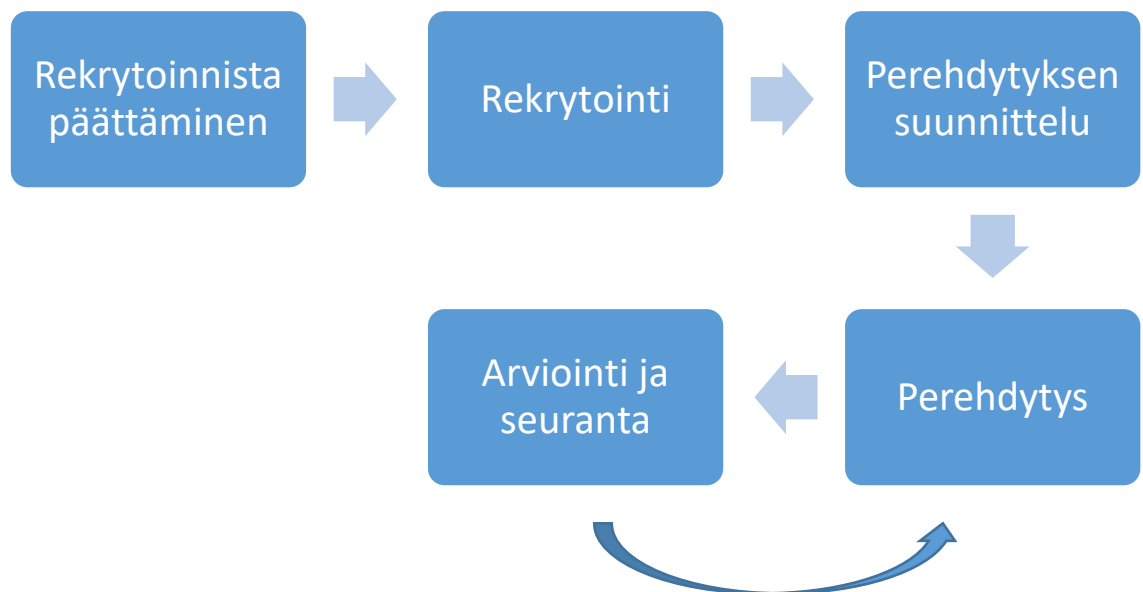 Rekrytoinnista
päättäminen
Rekrytointi
Perehdytyksen
suunnittelu
Arviointi ja
seuranta
Perehdytys